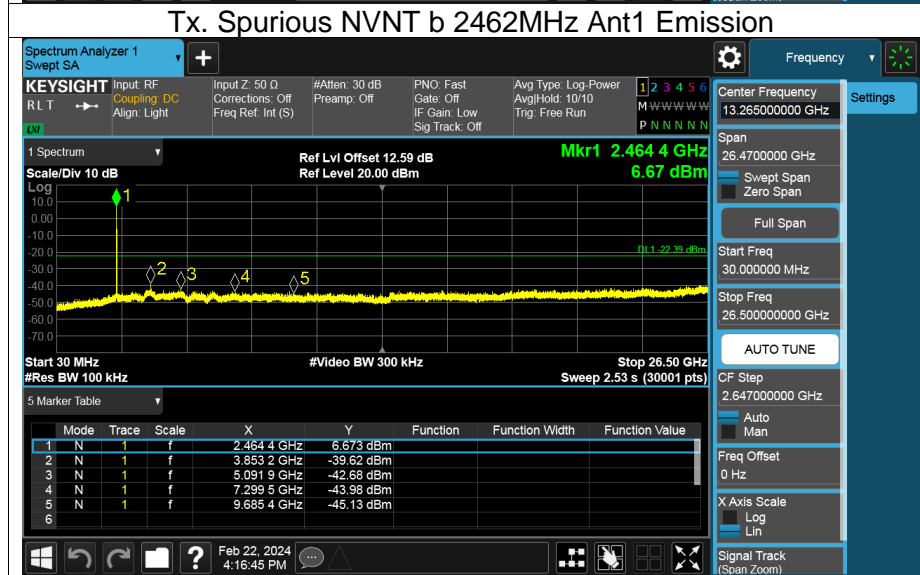 (Span Zoom)
Tx. Spurious NVNT b 2462MHz Ant1 Emission
Spectrum Analyzer 1
Swept SA
+
Frequency
KEYSIGHT
R L T
LXI
Input: RF
Coupling: DC
Align: Light
Input Z: 50 Ω
Corrections: Off
Freq Ref: Int (S)
#Atten: 30 dB
Preamp: Off
PNO: Fast
Gate: Off
IF Gain: Low
Sig Track: Off
Avg Type: Log-Power
Avg|Hold: 10/10
Trig: Free Run
1 2 3 4 5 6
M W W W W W
P N N N N N
1 Spectrum
Scale/Div 10 dB
Ref Lvl Offset 12.59 dB
Ref Level 20.00 dBm
Mkr1 2.464 4 GHz
6.67 dBm
Log
10.0
0.00
-10.0
-20.0
-30.0
-40.0
-50.0
-60.0
-70.0
1
2
3
4
5
DL1 -22.39 dBm
Start 30 MHz
#Res BW 100 kHz
#Video BW 300 kHz
Stop 26.50 GHz
Sweep 2.53 s (30001 pts)
5 Marker Table
Mode Trace Scale X Y Function Function Width Function Value
1 N 1 f 2.464 4 GHz 6.673 dBm
2 N 1 f 3.853 2 GHz -39.62 dBm
3 N 1 f 5.091 9 GHz -42.68 dBm
4 N 1 f 7.299 5 GHz -43.98 dBm
5 N 1 f 9.685 4 GHz -45.13 dBm
6
?
Feb 22, 2024
4:16:45 PM
Center Frequency
13.265000000 GHz
Settings
Span
26.4700000 GHz
Swept Span
Zero Span
Full Span
Start Freq
30.000000 MHz
Stop Freq
26.500000000 GHz
AUTO TUNE
CF Step
2.647000000 GHz
Auto
Man
Freq Offset
0 Hz
X Axis Scale
Log
Lin
Signal Track
(Span Zoom)